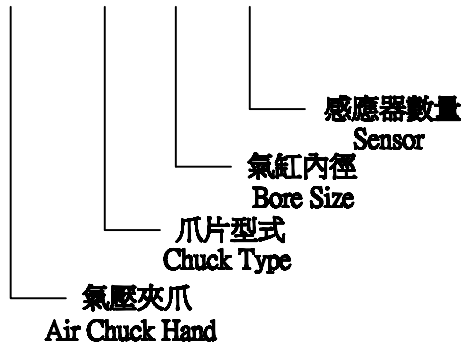 感應器數量
Sensor
氣缸內徑
Bore Size
爪片型式
Chuck Type
氣壓夾爪
Air Chuck Hand